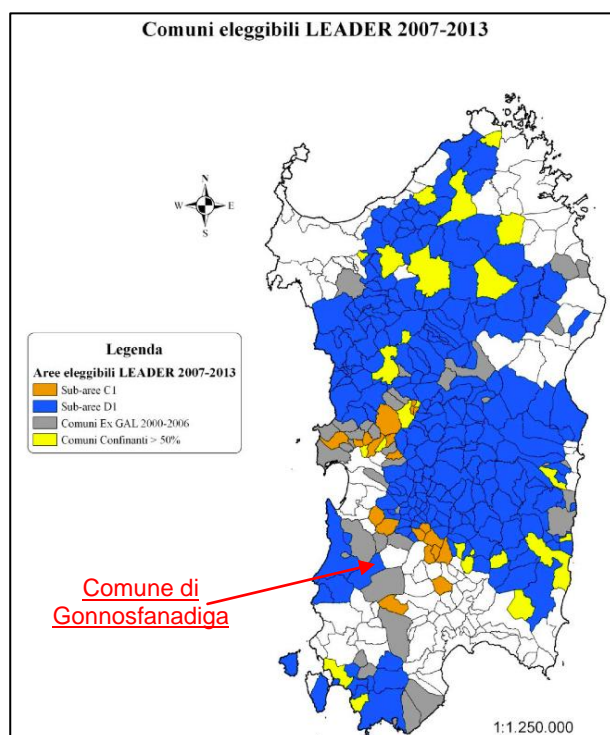 Comuni eleggibili LEADER 2007-2013
N
W E
S
Legenda
Aree eleggibili LEADER 2007-2013
Sub-aree C1
Sub-aree D1
Comuni Ex GAL 2000-2006
Comuni Confinanti > 50%
Comune di
Gonnosfanadiga
1:1.250.000